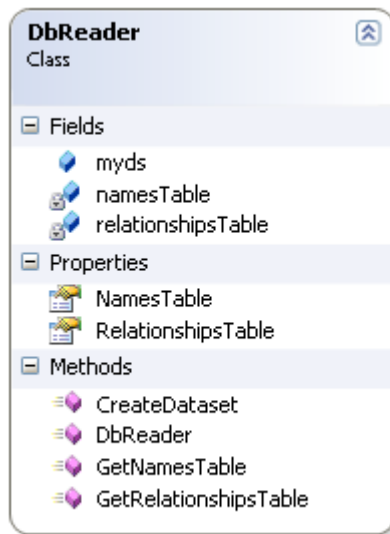 DbReader
Class
Fields
myds
namesTable
relationshipsTable
Properties
NamesTable
RelationshipsTable
Methods
CreateDataset
DbReader
GetNamesTable
GetRelationshipsTable